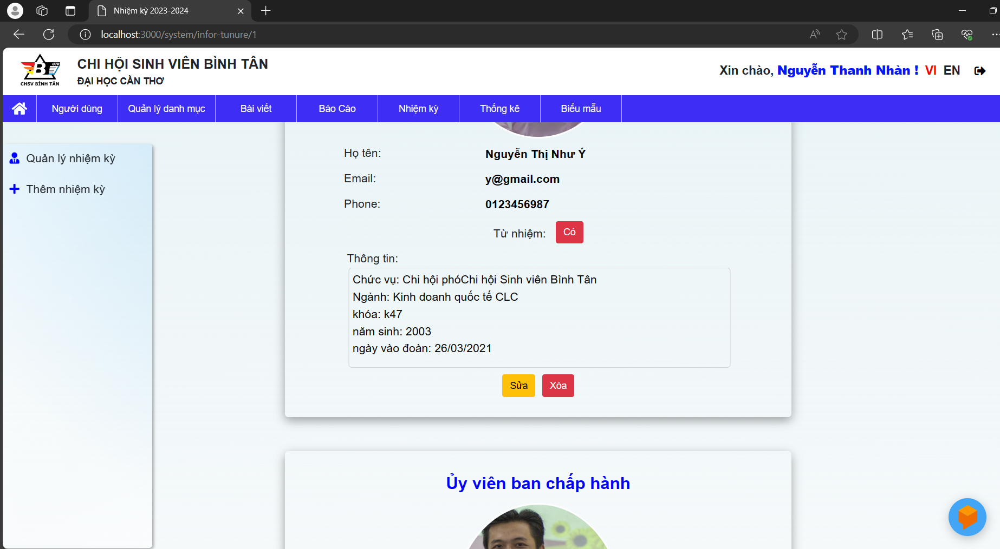 Nhiệm kỳ 2023-2024
localhost:3000/system/infor-tunure/1
CTU
B
CHSV BÌNH TÂN
CHI HỘI SINH VIÊN BÌNH TÂN
ĐẠI HỌC CẦN THƠ
Xin chào, Nguyễn Thanh Nhàn ! VI EN
Người dùng Quản lý danh mục Bài viết Báo Cáo Nhiệm kỳ Thống kê Biểu mẫu
Quản lý nhiệm kỳ
Thêm nhiệm kỳ
Họ tên: Nguyễn Thị Như Ý
Email: y@gmail.com
Phone: 0123456987
Từ nhiệm: Có
Thông tin:
Chức vụ: Chi hội phóChi hội Sinh viên Bình Tân
Ngành: Kinh doanh quốc tế CLC
khóa: k47
năm sinh: 2003
ngày vào đoàn: 26/03/2021
Sửa Xóa
Ủy viên ban chấp hành